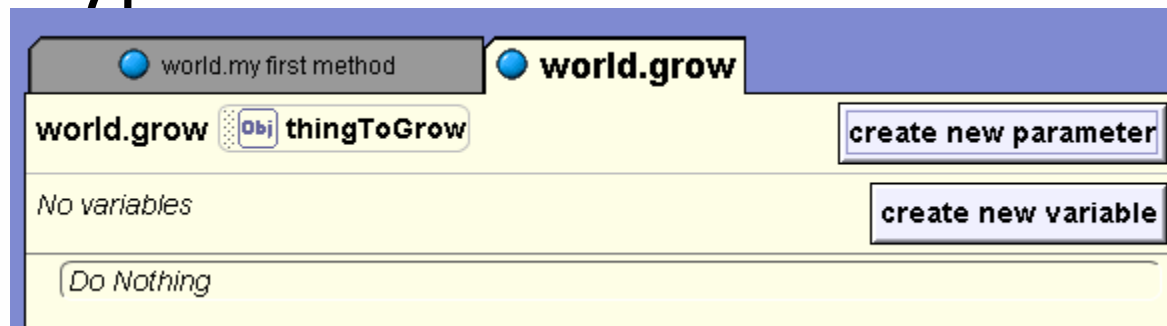 world.my first method
world.grow
world.grow Obj thingToGrow
create new parameter
No variables
create new variable
Do Nothing